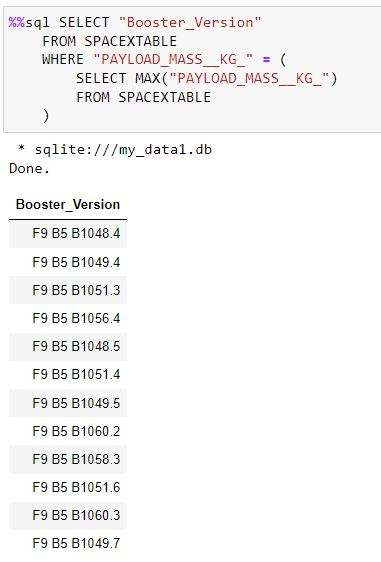 %%sql SELECT "Booster_Version"
    FROM SPACEXTABLE
    WHERE "PAYLOAD_MASS__KG_" = (
        SELECT MAX("PAYLOAD_MASS__KG_")
        FROM SPACEXTABLE
    )
 * sqlite:///my_data1.db
Done.
Booster_Version
F9 B5 B1048.4
F9 B5 B1049.4
F9 B5 B1051.3
F9 B5 B1056.4
F9 B5 B1048.5
F9 B5 B1051.4
F9 B5 B1049.5
F9 B5 B1060.2
F9 B5 B1058.3
F9 B5 B1051.6
F9 B5 B1060.3
F9 B5 B1049.7